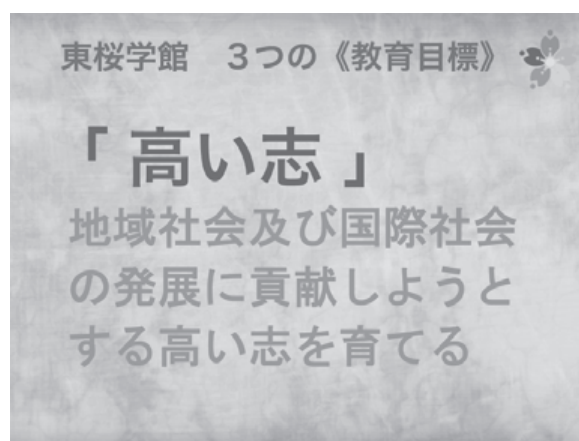 東桜学館　３つの《教育目標》
「高い志」
地域社会及び国際社会
の発展に貢献しようと
する高い志を育てる